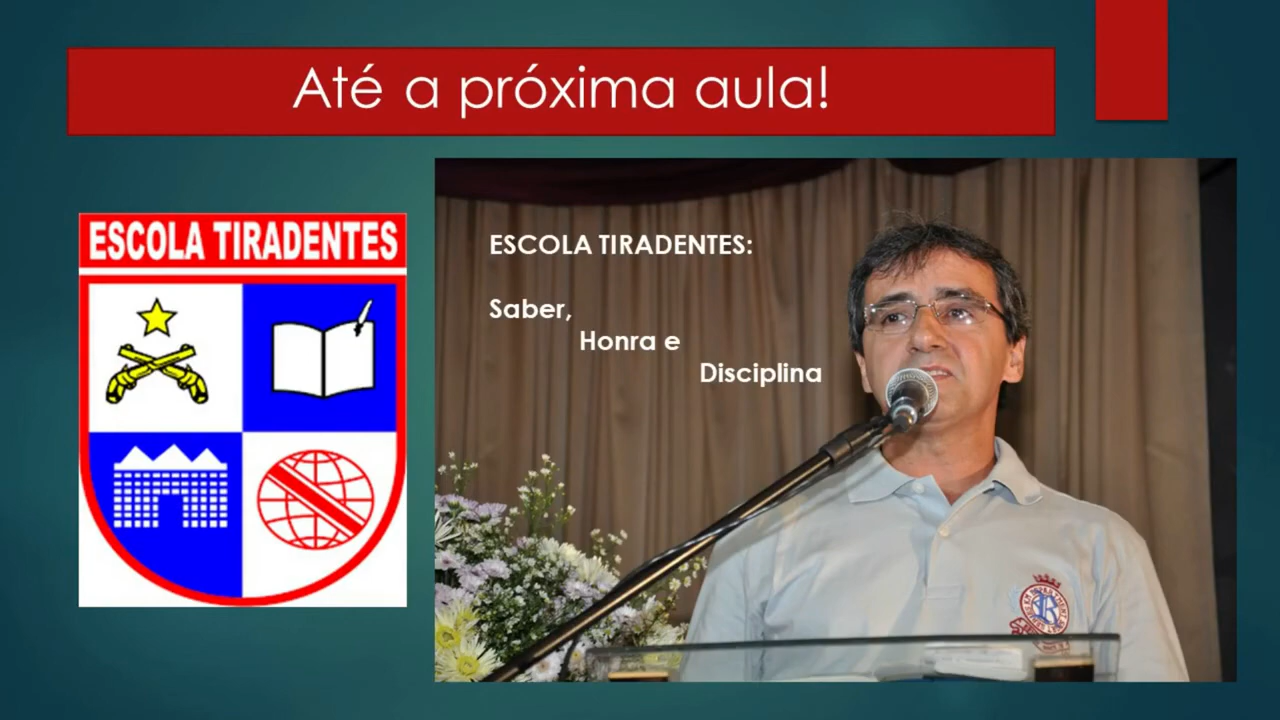 Até a próxima aula!
ESCOLA TIRADENTES
ESCOLA TIRADENTES:
Saber,
Honra e
Disciplina